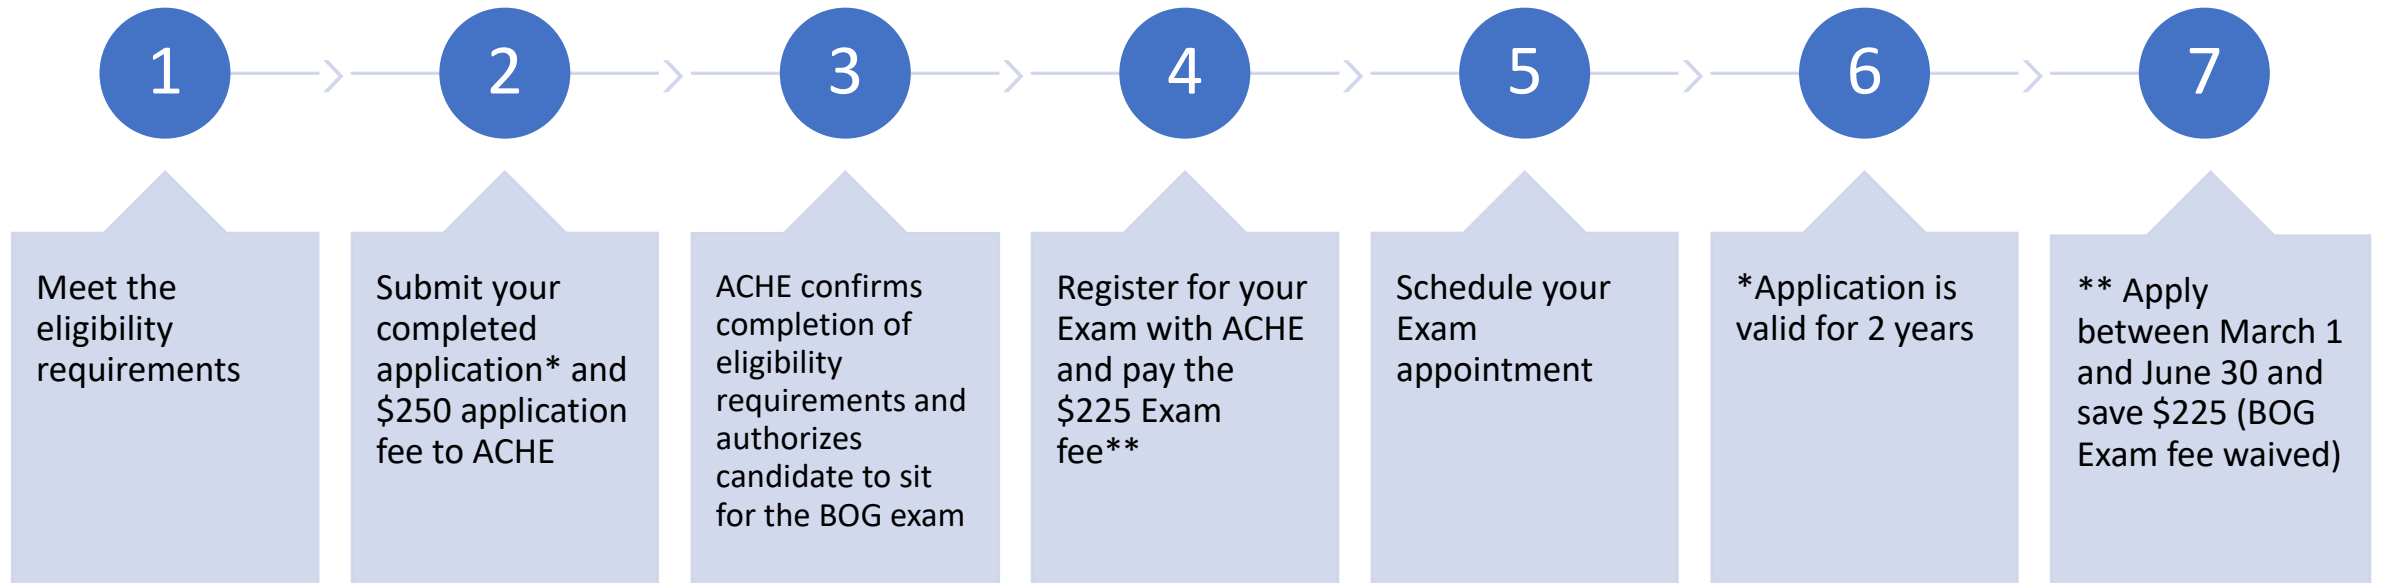 1
2
3
4
5
6
7
Meet the
eligibility
requirements
Submit your
completed
application* and
$250 application
fee to ACHE
ACHE confirms
completion of
eligibility
requirements and
authorizes
candidate to sit
for the BOG exam
Register for your
Exam with ACHE
and pay the
$225 Exam
fee**
Schedule your
Exam
appointment
*Application is
valid for 2 years
** Apply
between March 1
and June 30 and
save $225 (BOG
Exam fee waived)